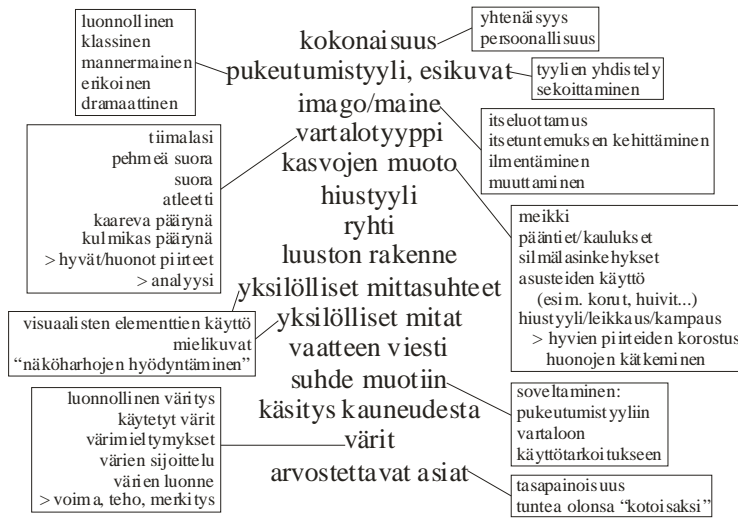 luonnollinen
klassinen
mannermainen
erikoinen
dramaattinen
kokonaisuus
yhtenäisyys
persoonallisuus
pukeutumistyyli, esikuvat
tyylien yhdistely
sekoittaminen
imago/maine
vartalotyyppi
itseluottamus
itsetuntemuksen kehittäminen
ilmentäminen
muuttaminen
tiimalasi
pehmeä suora
suora
atleetti
kaareva päärynä
kulmikas päärynä
> hyvät/huonot piirteet
> analyysi
kasvojen muoto
hiustyyli
ryhti
luuston rakenne
meikki
pääntiet/kaulukset
silmälasinkehykset
asusteiden käyttö
(esim. korut, huivit...)
hiustyyli/leikkaus/kampaus
> hyvien piirteiden korostus
huonojen kätkeminen
yksilölliset mittasuhteet
yksilölliset mitat
visuaalisten elementtien käyttö
mielikuvat
“näköharhojen hyödyntäminen”
vaatteen viesti
suhde muotiin
soveltaminen:
pukeutumistyyliin
vartaloon
käyttötarkoitukseen
käsitys kauneudesta
värit
luonnollinen väritys
käytetyt värit
värimieltymykset
värien sijoittelu
värien luonne
> voima, teho, merkitys
arvostettavat asiat
tasapainoisuus
tuntea olonsa “kotoisaksi”